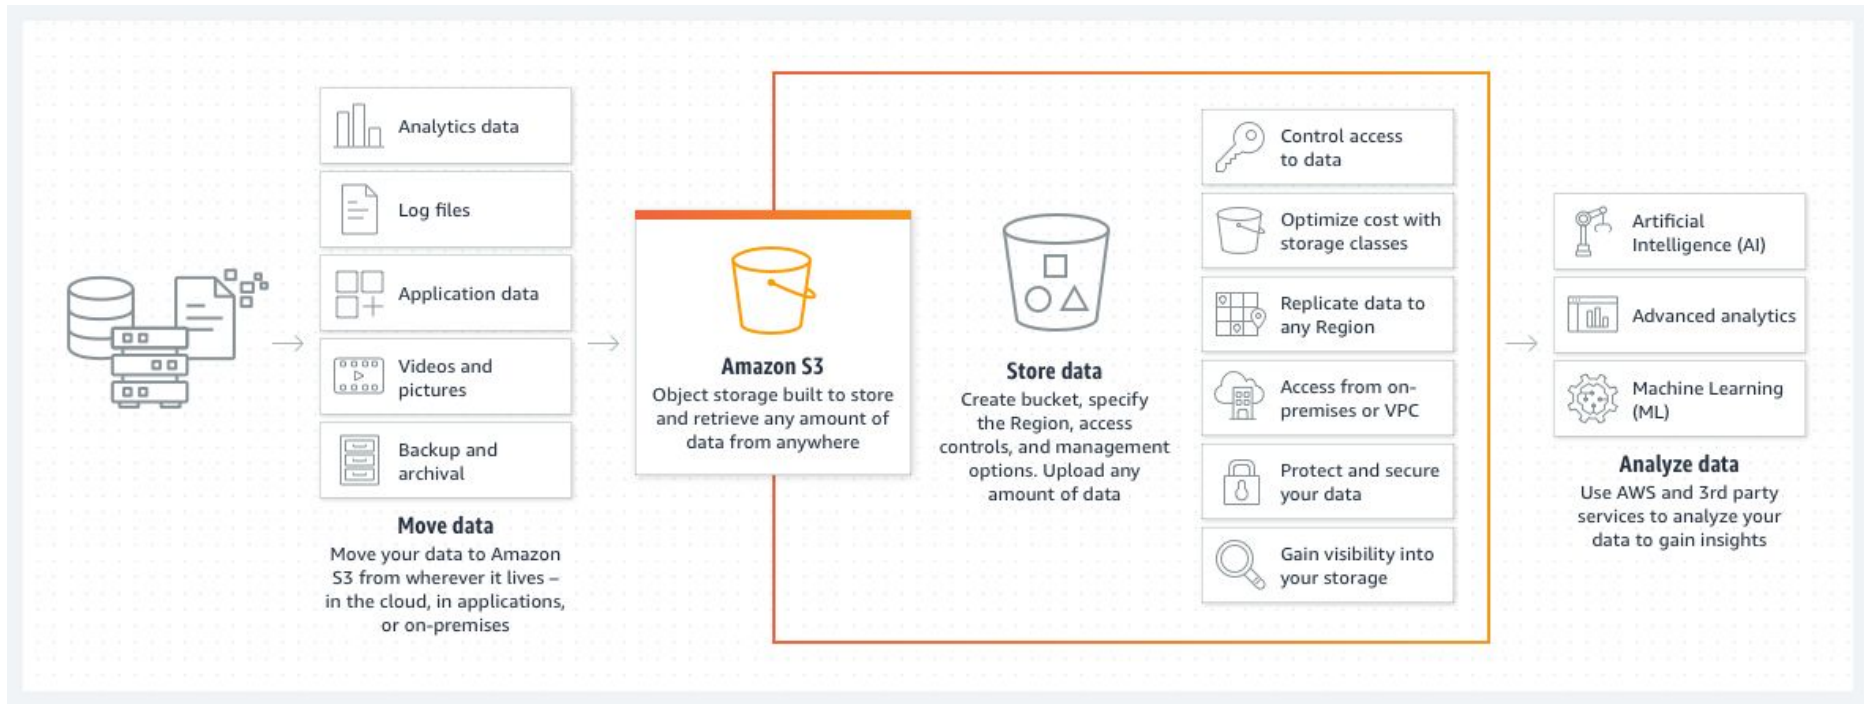 Analytics data
Log files
Application data
Videos and
pictures
Backup and
archival
Move data
Move your data to Amazon
S3 from wherever it lives –
in the cloud, in applications,
or on-premises
Amazon S3
Object storage built to store
and retrieve any amount of
data from anywhere
Store data
Create bucket, specify
the Region, access
controls, and management
options. Upload any
amount of data
Control access
to data
Optimize cost with
storage classes
Replicate data to
any Region
Access from on-
premises or VPC
Protect and secure
your data
Gain visibility into
your storage
Artificial
Intelligence (AI)
Advanced analytics
Machine Learning
(ML)
Analyze data
Use AWS and 3rd party
services to analyze your
data to gain insights